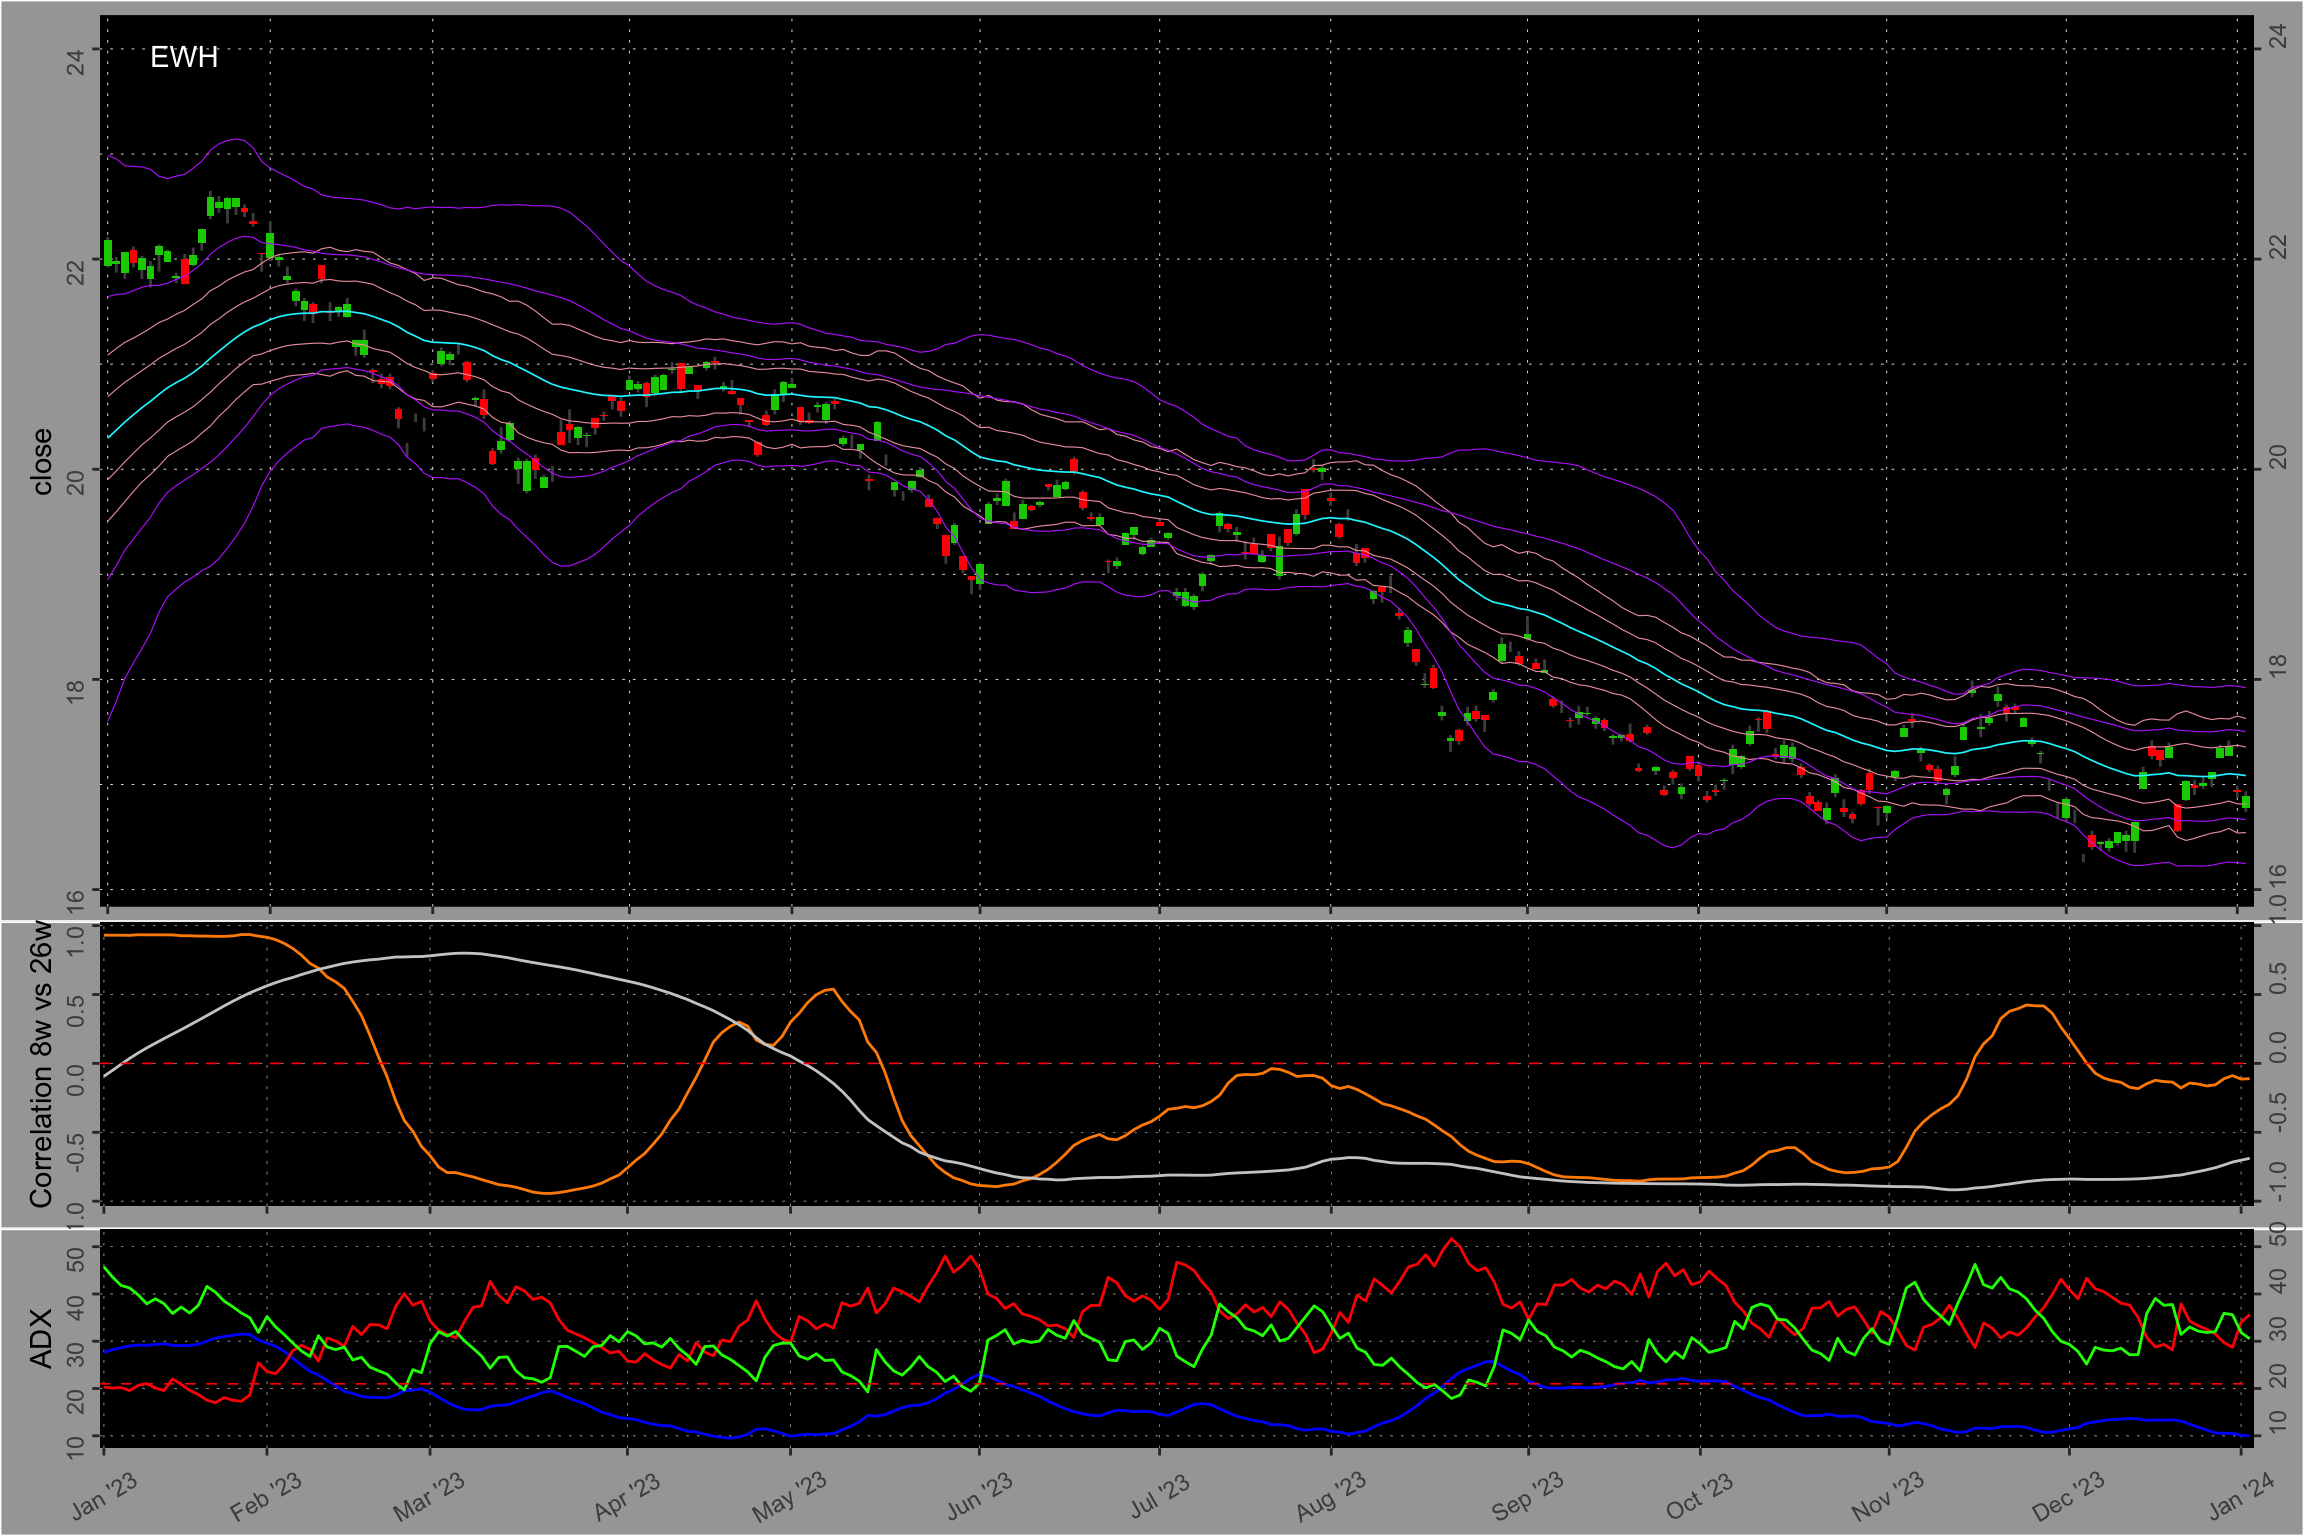 EWH
close
24
22
20
18
16
24
22
20
18
16
Correlation 8w vs 26w
1.0
0.5
0.0
-0.5
1.0
1.0
0.5
0.0
-0.5
-1.0
ADX
50
40
30
20
10
50
40
30
20
10
Jan '23
Feb '23
Mar '23
Apr '23
May '23
Jun '23
Jul '23
Aug '23
Sep '23
Oct '23
Nov '23
Dec '23
Jan '24